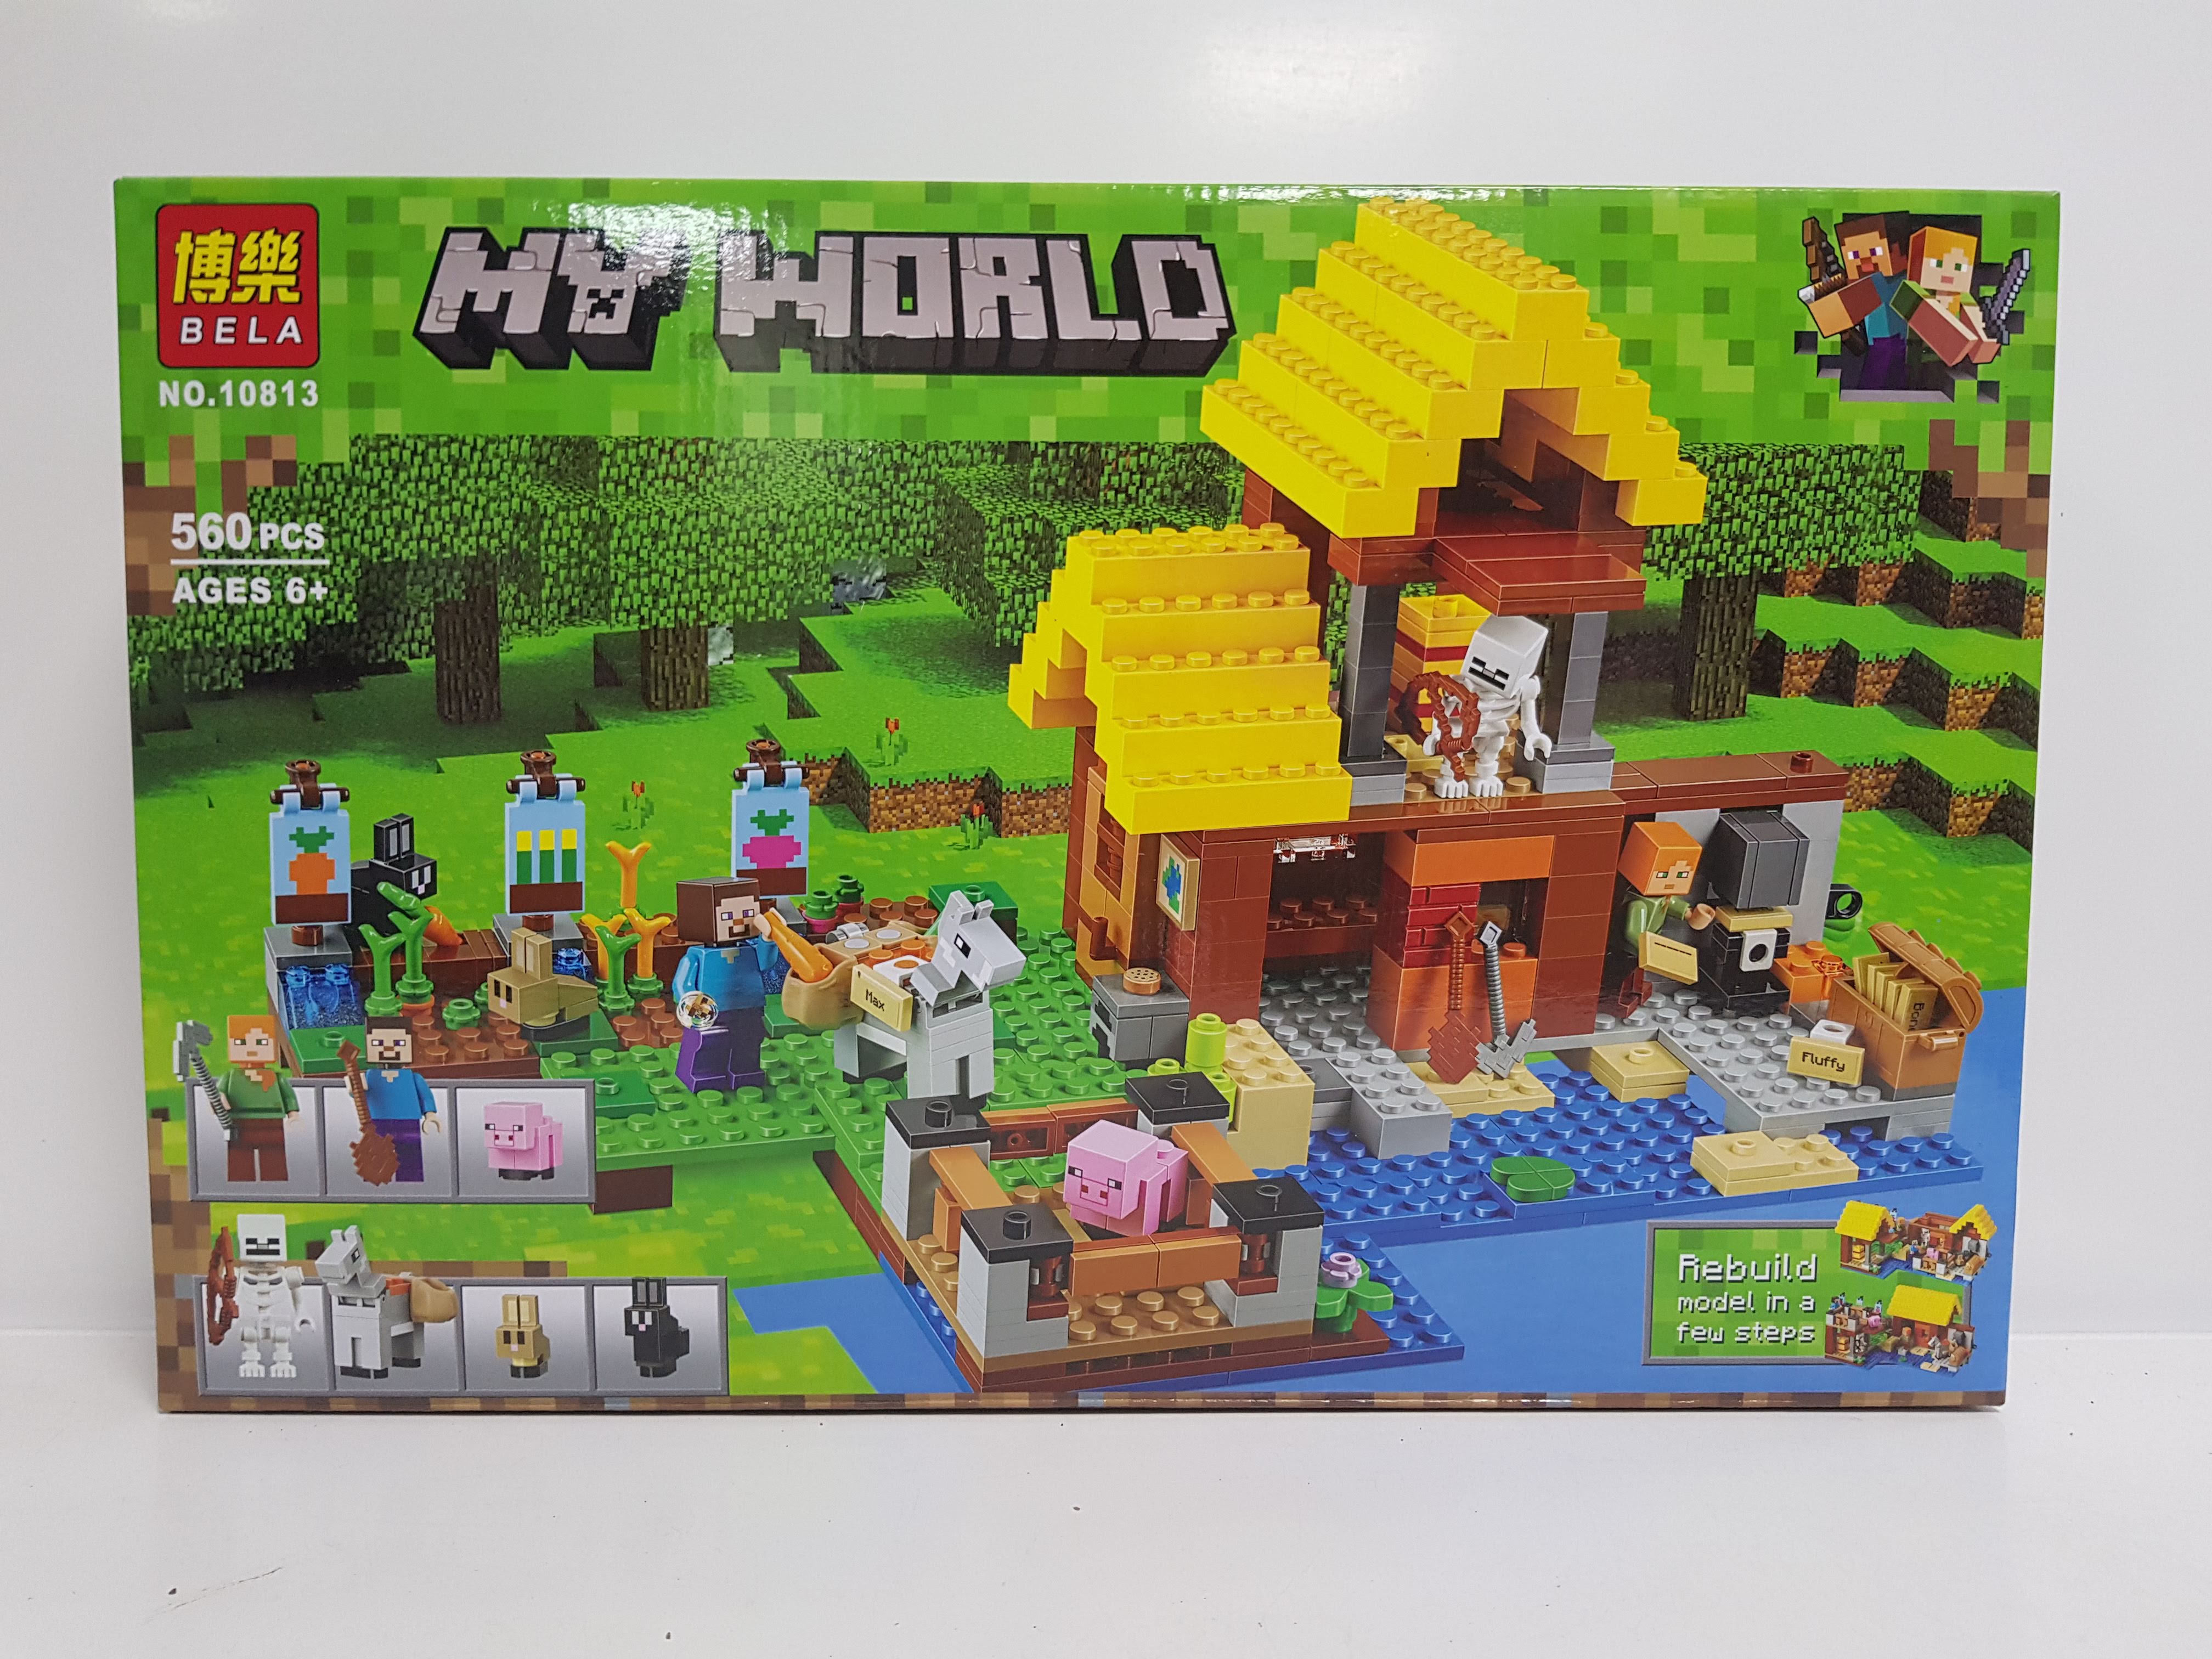 博樂
BELA
NO.10813
MY WORLD
560 PCS
AGES 6+
Max
Fluffy
Rebuild
model in a
few steps